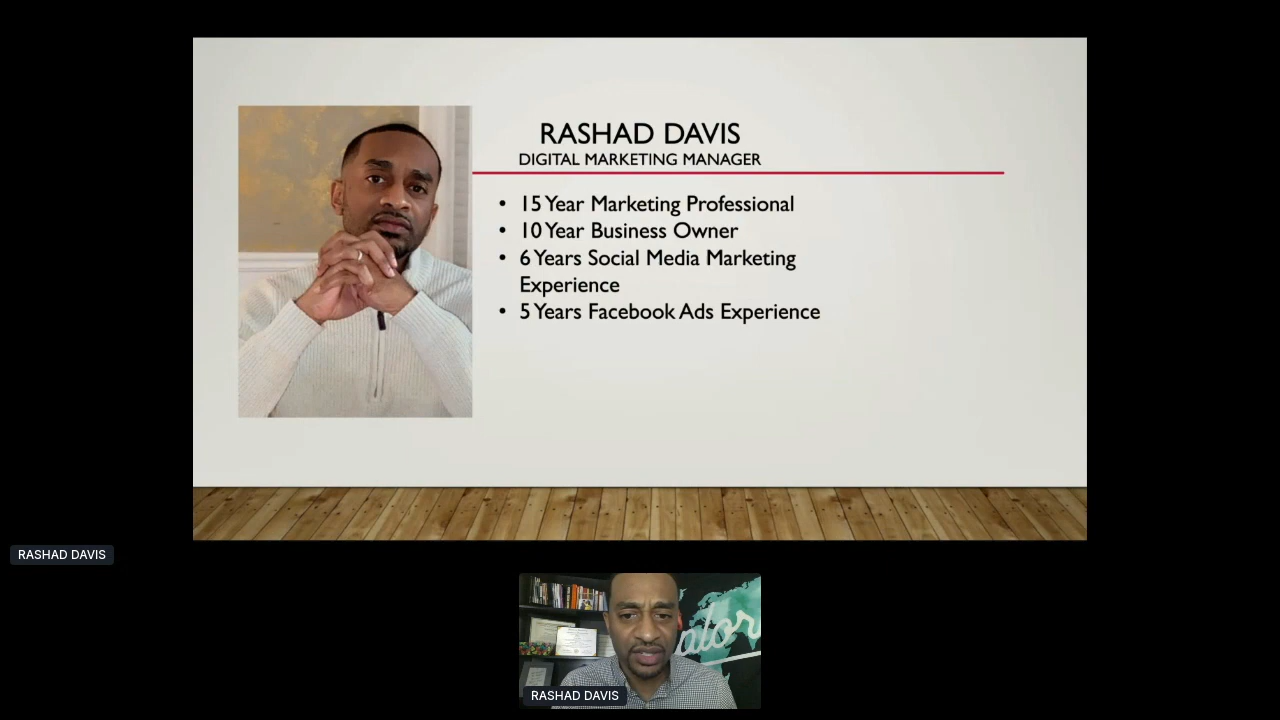 RASHAD DAVIS
DIGITAL MARKETING MANAGER
• 15 Year Marketing Professional
• 10 Year Business Owner
• 6 Years Social Media Marketing
Experience
• 5 Years Facebook Ads Experience
RASHAD DAVIS
RASHAD DAVIS